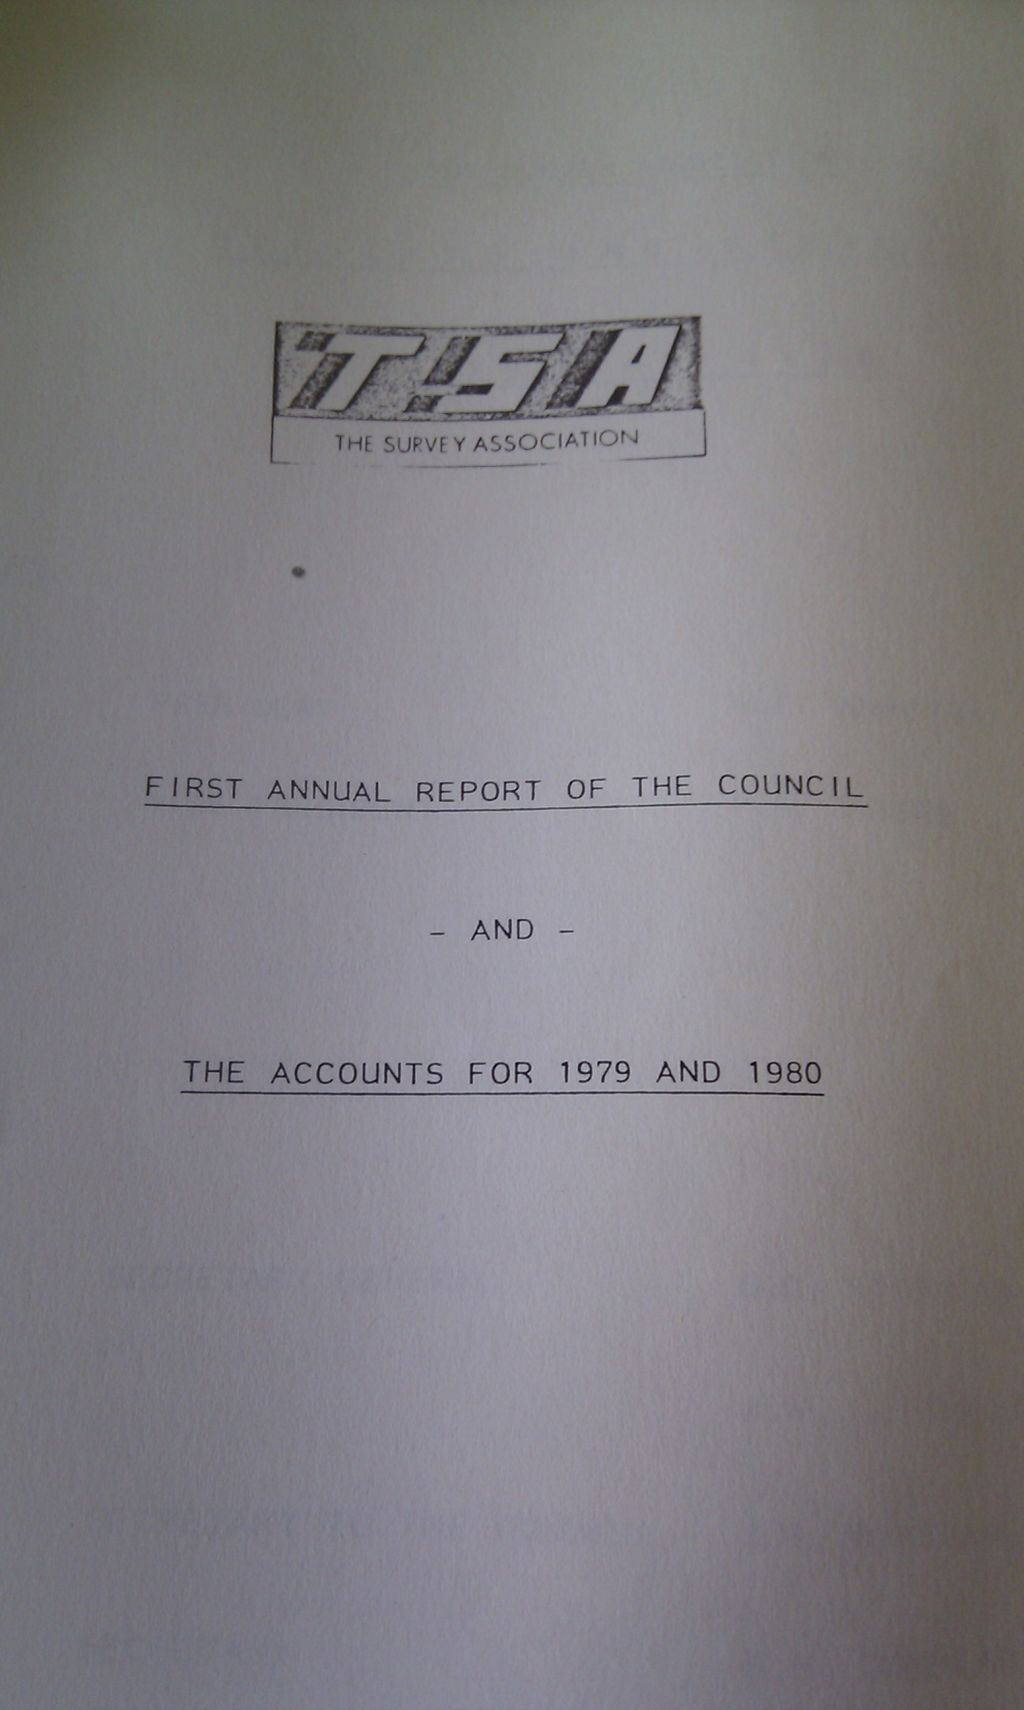 TSA
THE SURVEY ASSOCIATION
FIRST ANNUAL REPORT OF THE COUNCIL
- AND -
THE ACCOUNTS FOR 1979 AND 1980